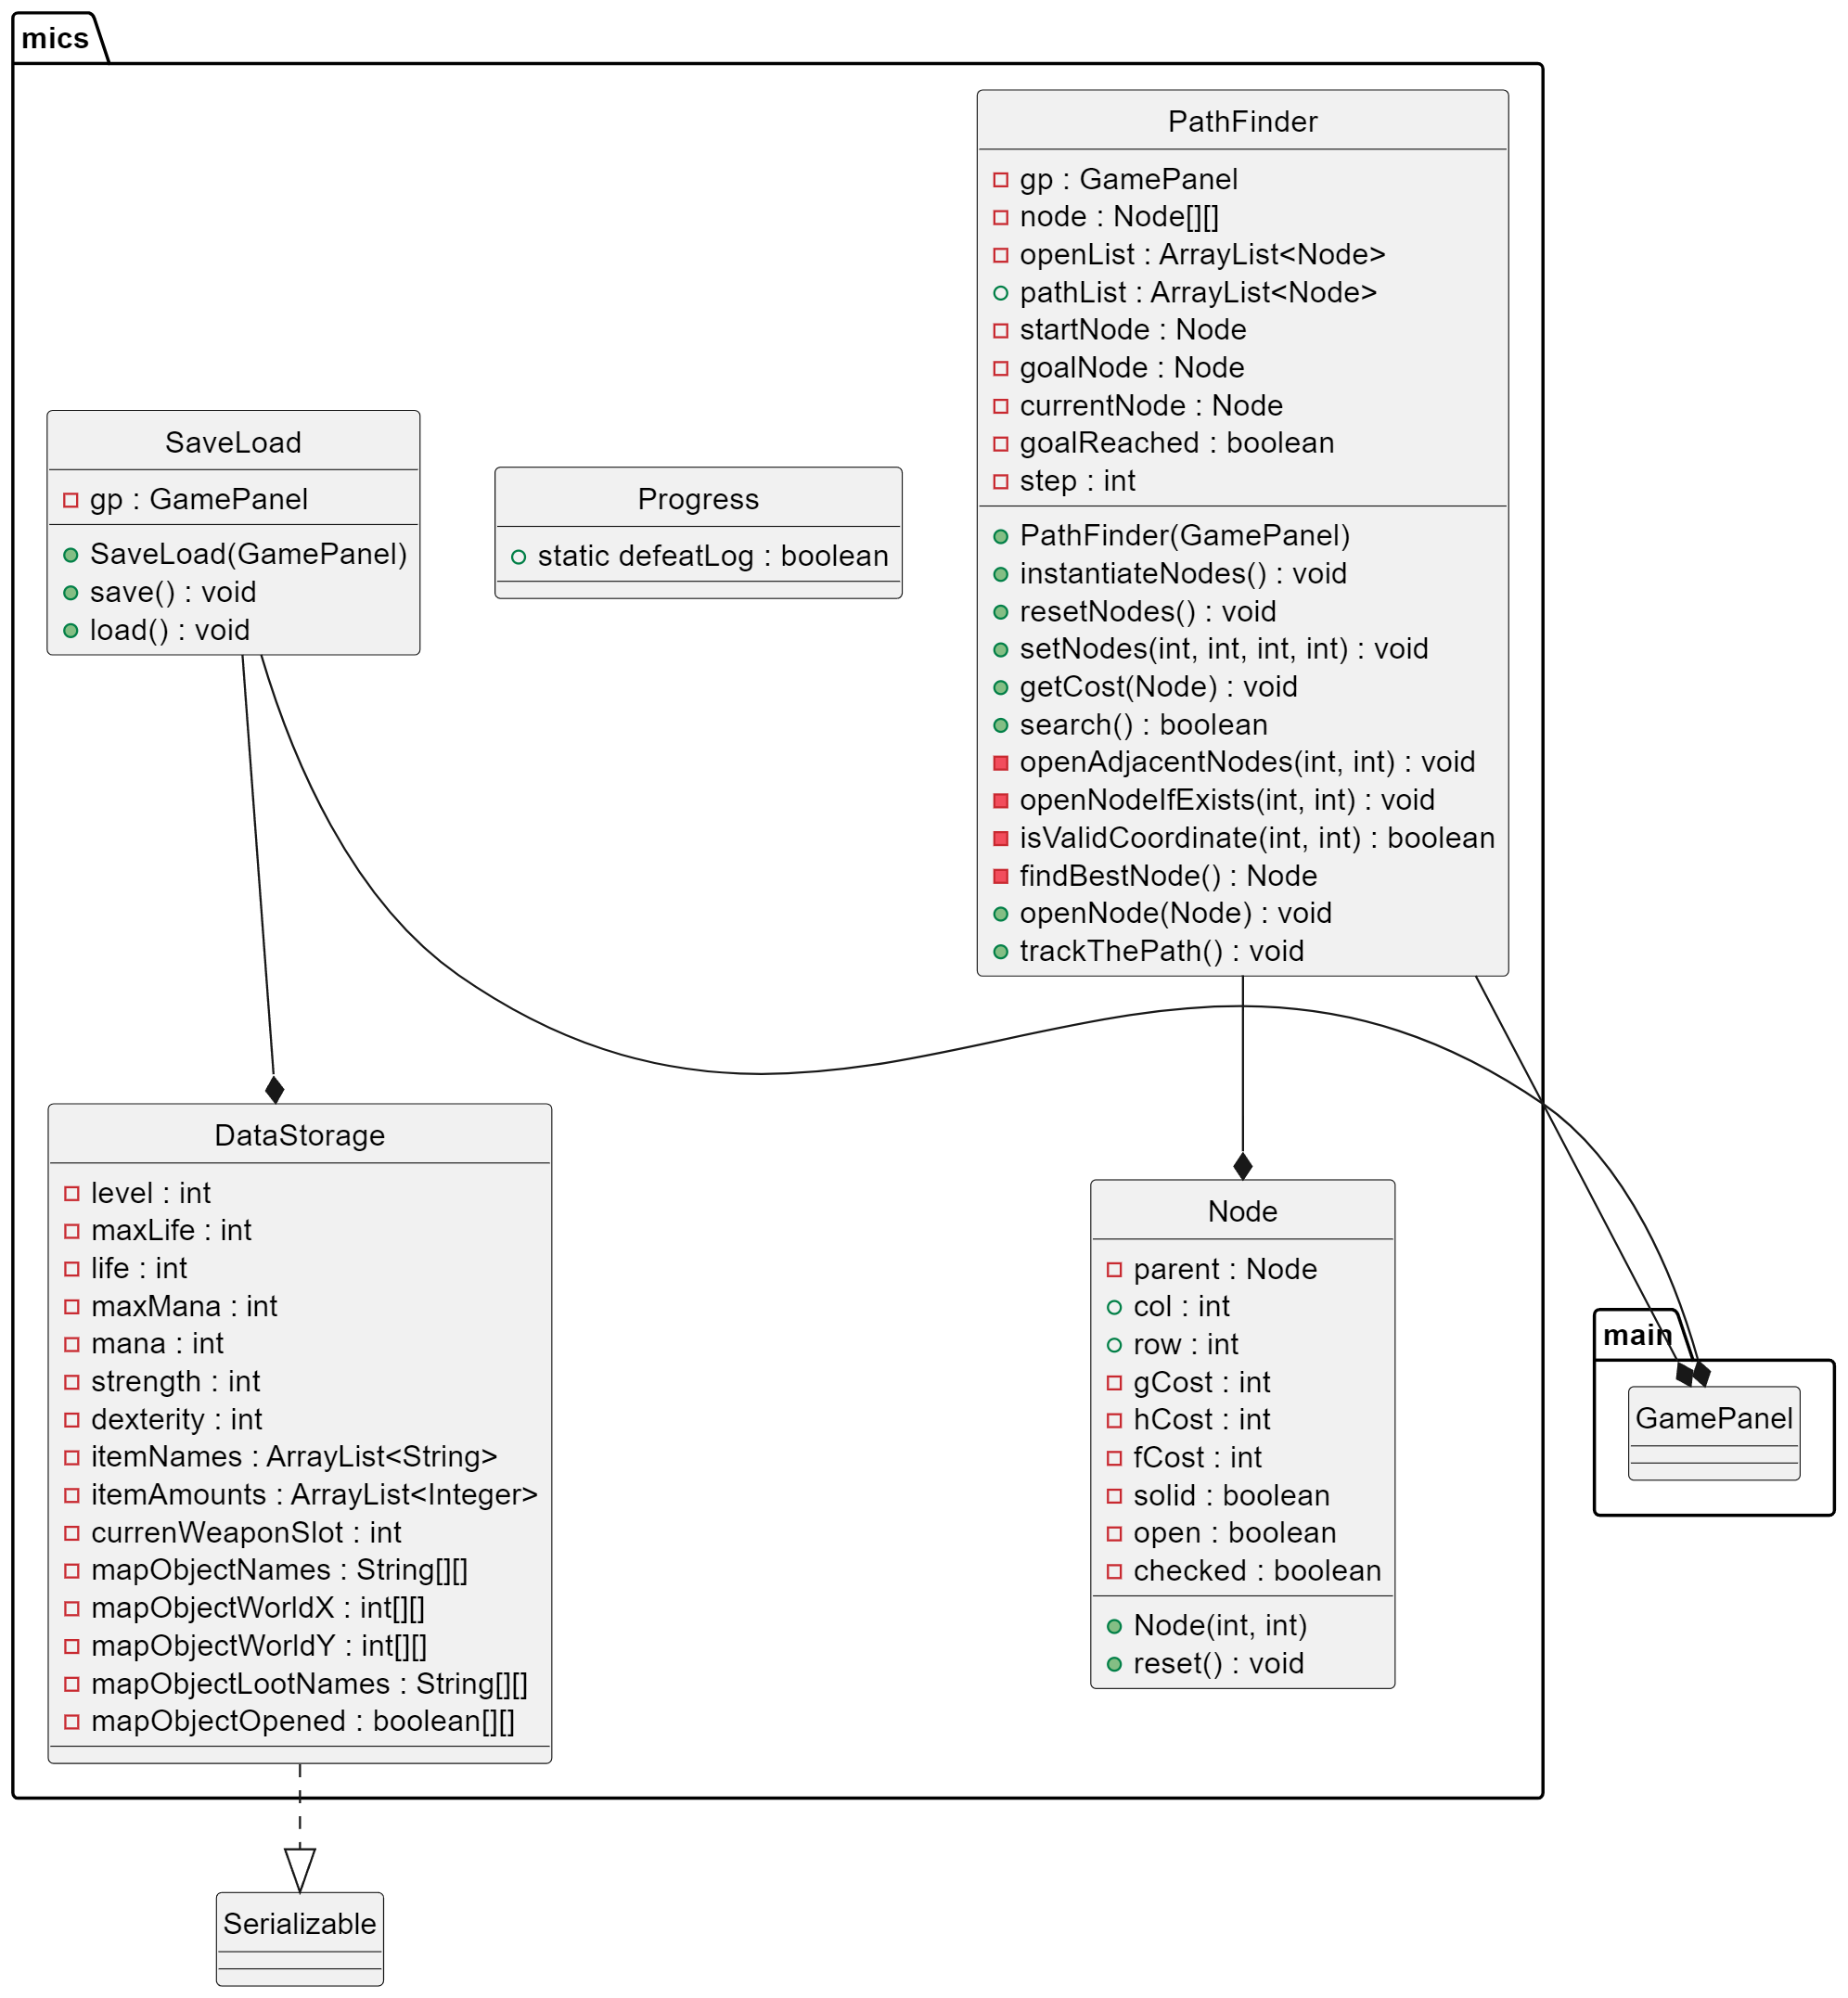 mics
PathFinder
gp : GamePanel
node : Node[][]
openList : ArrayList<Node>
pathList : ArrayList<Node>
startNode : Node
goalNode : Node
currentNode : Node
goalReached : boolean
step : int
PathFinder(GamePanel)
instantiateNodes() : void
resetNodes() : void
setNodes(int, int, int, int) : void
getCost(Node) : void
search() : boolean
openAdjacentNodes(int, int) : void
openNodeIfExists(int, int) : void
isValidCoordinate(int, int) : boolean
findBestNode() : Node
openNode(Node) : void
trackThePath() : void
SaveLoad
gp : GamePanel
SaveLoad(GamePanel)
save() : void
load() : void
Progress
static defeatLog : boolean
DataStorage
level : int
maxLife : int
life : int
maxMana : int
mana : int
strength : int
dexterity : int
itemNames : ArrayList<String>
itemAmounts : ArrayList<Integer>
currenWeaponSlot : int
mapObjectNames : String[][]
mapObjectWorldX : int[][]
mapObjectWorldY : int[][]
mapObjectLootNames : String[][]
mapObjectOpened : boolean[][]
Node
parent : Node
col : int
row : int
gCost : int
hCost : int
fCost : int
solid : boolean
open : boolean
checked : boolean
Node(int, int)
reset() : void
main
GamePanel
Serializable